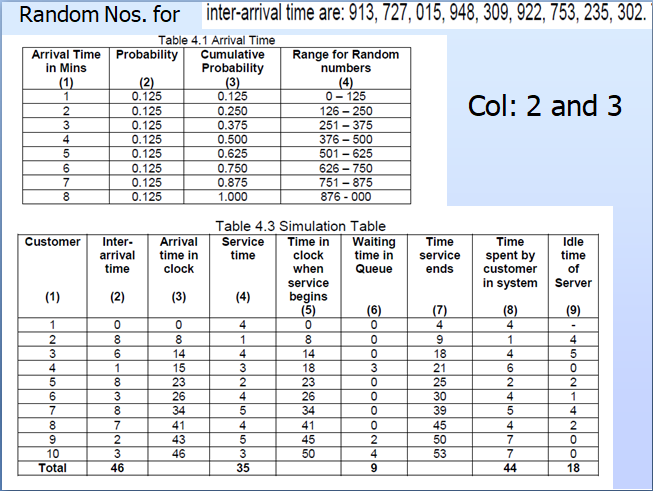 Random Nos. for inter-arrival time are: 913, 727, 015, 948, 309, 922, 753, 235, 302.
Table 4.1 Arrival Time
Arrival Time in Mins (1) Probability (2) Cumulative Probability (3) Range for Random numbers (4)
1 0.125 0.125 0 – 125
2 0.125 0.250 126 – 250
3 0.125 0.375 251 – 375
4 0.125 0.500 376 – 500
5 0.125 0.625 501 – 625
6 0.125 0.750 626 – 750
7 0.125 0.875 751 – 875
8 0.125 1.000 876 - 000
Col: 2 and 3
Table 4.3 Simulation Table
Customer (1) Inter-arrival time (2) Arrival time in clock (3) Service time (4) Time in clock when service begins (5) Waiting time in Queue (6) Time service ends (7) Time spent by customer in system (8) Idle time of Server (9)
1 0 0 4 0 0 4 4 -
2 8 8 1 8 0 9 1 4
3 6 14 4 14 0 18 4 5
4 1 15 3 18 3 21 6 0
5 8 23 2 23 0 25 2 2
6 3 26 4 26 0 30 4 1
7 8 34 5 34 0 39 5 4
8 7 41 4 41 0 45 4 2
9 2 43 5 45 2 50 7 0
10 3 46 3 50 4 53 7 0
Total 46 35 9 44 18